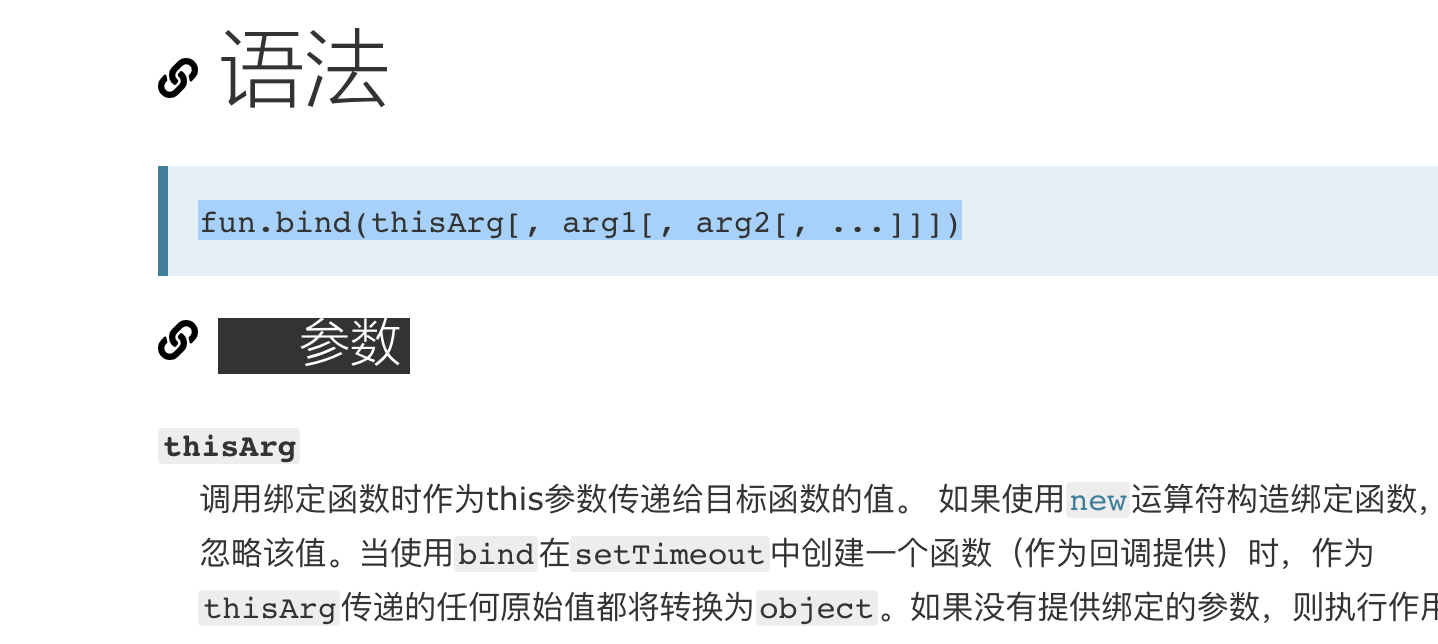 语法
fun.bind(thisArg[, arg1[, arg2[, ...]]])
参数
thisArg
调用绑定函数时作为this参数传递给目标函数的值。 如果使用new运算符构造绑定函数，
忽略该值。当使用bind在setTimeout中创建一个函数（作为回调提供）时，作为
thisArg传递的任何原始值都将转换为object。如果没有提供绑定的参数，则执行作用